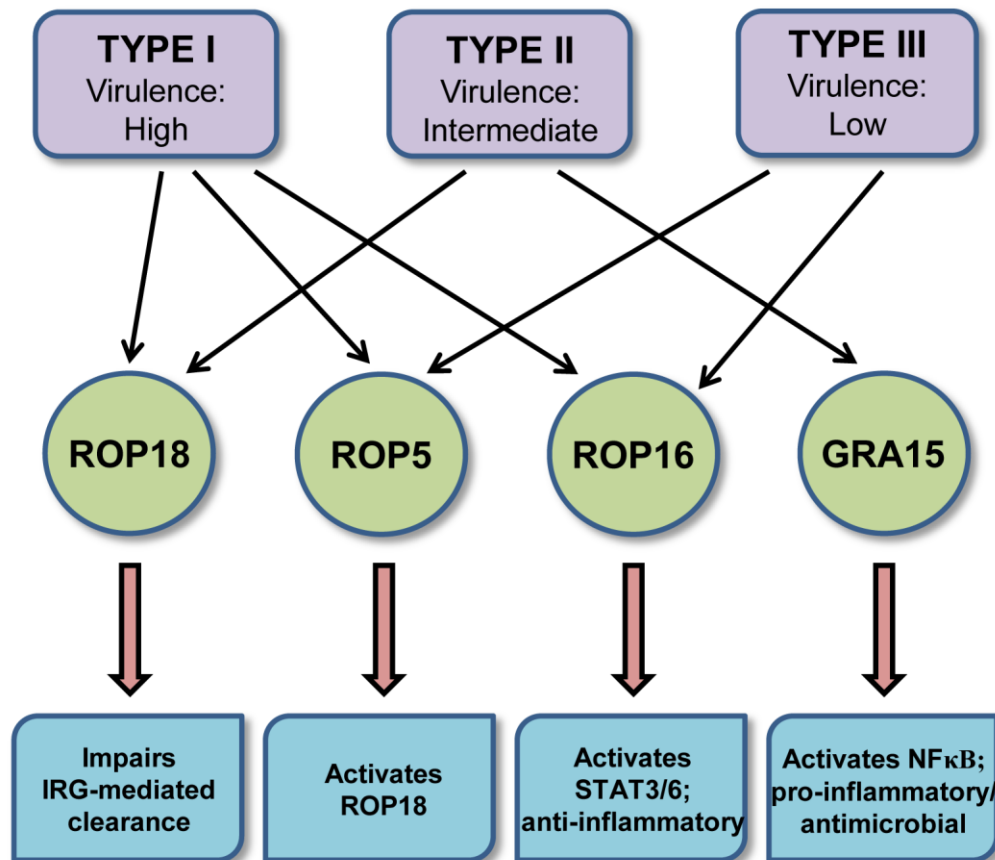 TYPE I
Virulence:
High
TYPE II
Virulence:
Intermediate
TYPE III
Virulence:
Low
ROP18
ROP5
ROP16
GRA15
Impairs
IRG-mediated
clearance
Activates
ROP18
Activates
STAT3/6;
anti-inflammatory
Activates NFκB;
pro-inflammatory/
antimicrobial